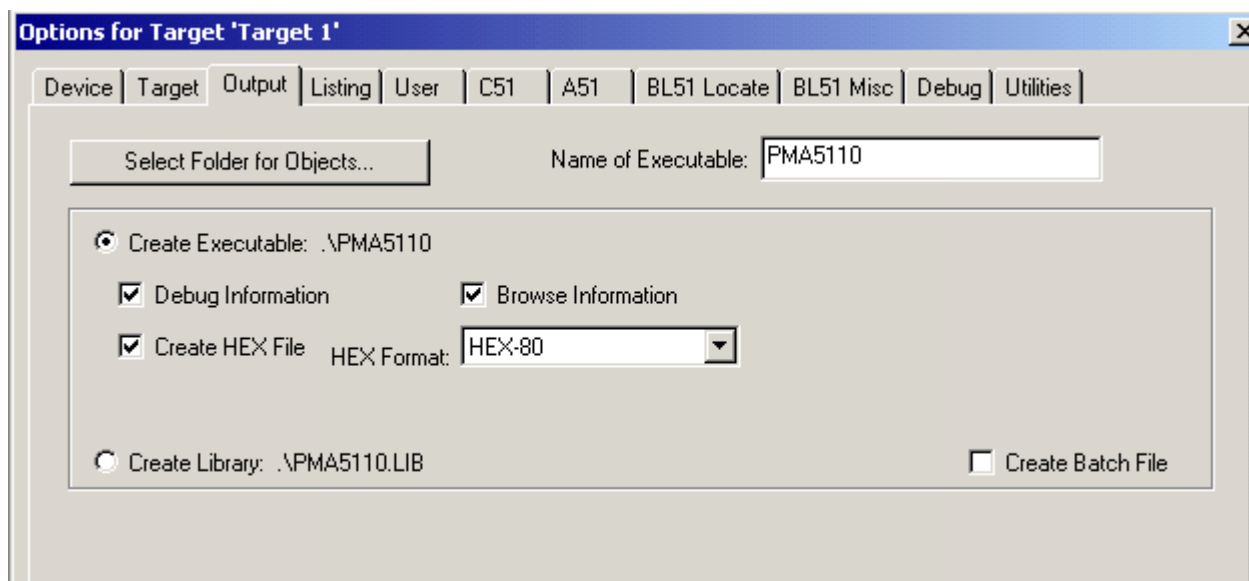 Options for Target 'Target 1'
Device Target Output Listing User C51 A51 BL51 Locate BL51 Misc Debug Utilities
Select Folder for Objects... Name of Executable: PMA5110
Create Executable: .\PMA5110
Debug Information Browse Information
Create HEX File HEX Format: HEX-80
Create Library: .\PMA5110.LIB Create Batch File